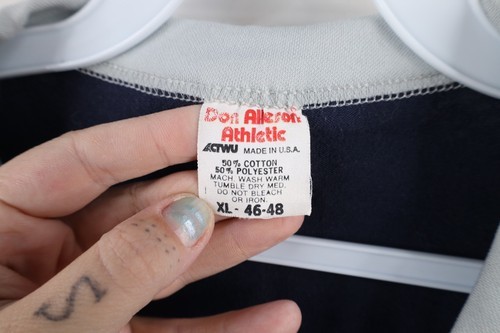 Don Alleson
Athletic
ACTWU MADE IN U.S.A.
50% COTTON
50% POLYESTER
MACH. WASH WARM
TUMBLE DRY MED.
DO NOT BLEACH
OR IRON.
XL - 46-48